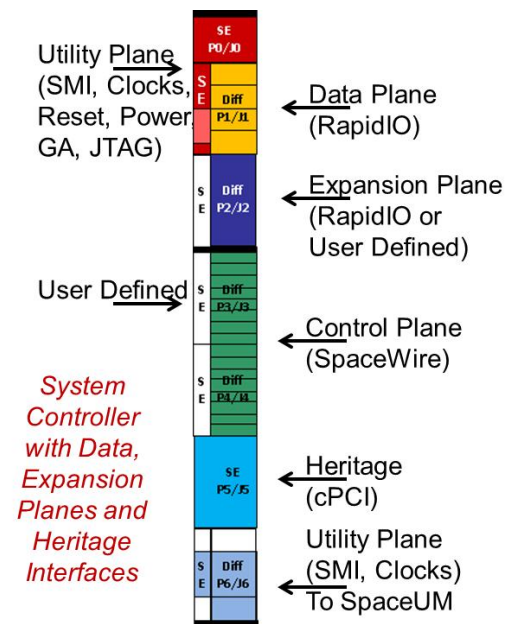 SE
P0/J0
Utility Plane
(SMI, Clocks,
Reset, Power,
GA, JTAG)
S
E
Diff
P1/J1
Data Plane
(RapidIO)
S
E
Diff
P2/J2
Expansion Plane
(RapidIO or
User Defined)
User Defined
S
E
Diff
P3/J3
Control Plane
(SpaceWire)
S
E
Diff
P4/J4
System
Controller
with Data,
Expansion
Planes and
Heritage
Interfaces
SE
P5/J5
Heritage
(cPCI)
S
E
Diff
P6/J6
Utility Plane
(SMI, Clocks)
To SpaceUM